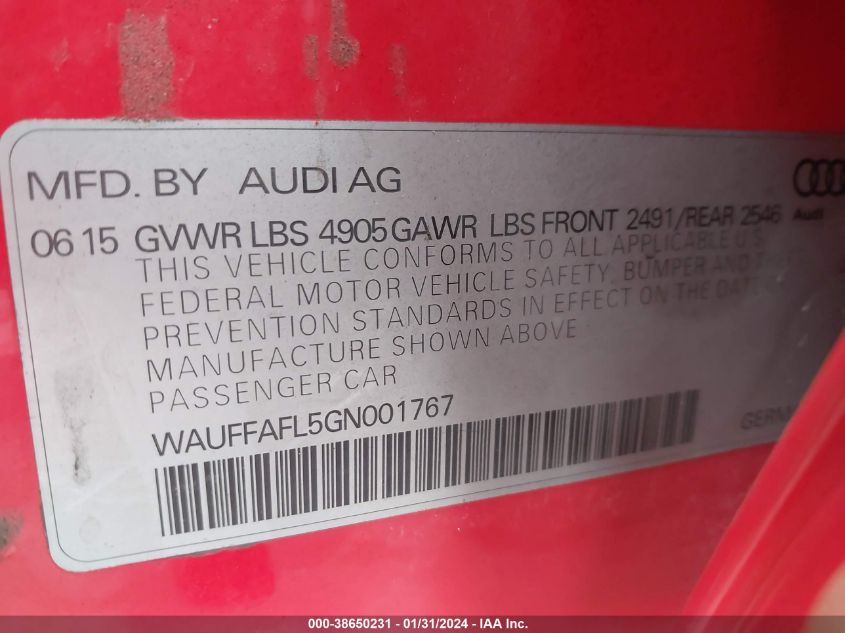 MFD. BY AUDI AG
06 15 GVWR LBS 4905 GAWR LBS FRONT 2491/REAR 2546
Audi
THIS VEHICLE CONFORMS TO ALL APPLICABLE U.S.
FEDERAL MOTOR VEHICLE SAFETY, BUMPER AND
PREVENTION STANDARDS IN EFFECT ON THE DATE
MANUFACTURE SHOWN ABOVE
PASSENGER CAR
WAUFFAFL5GN001767
000-38650231 - 01/31/2024 - IAA Inc.